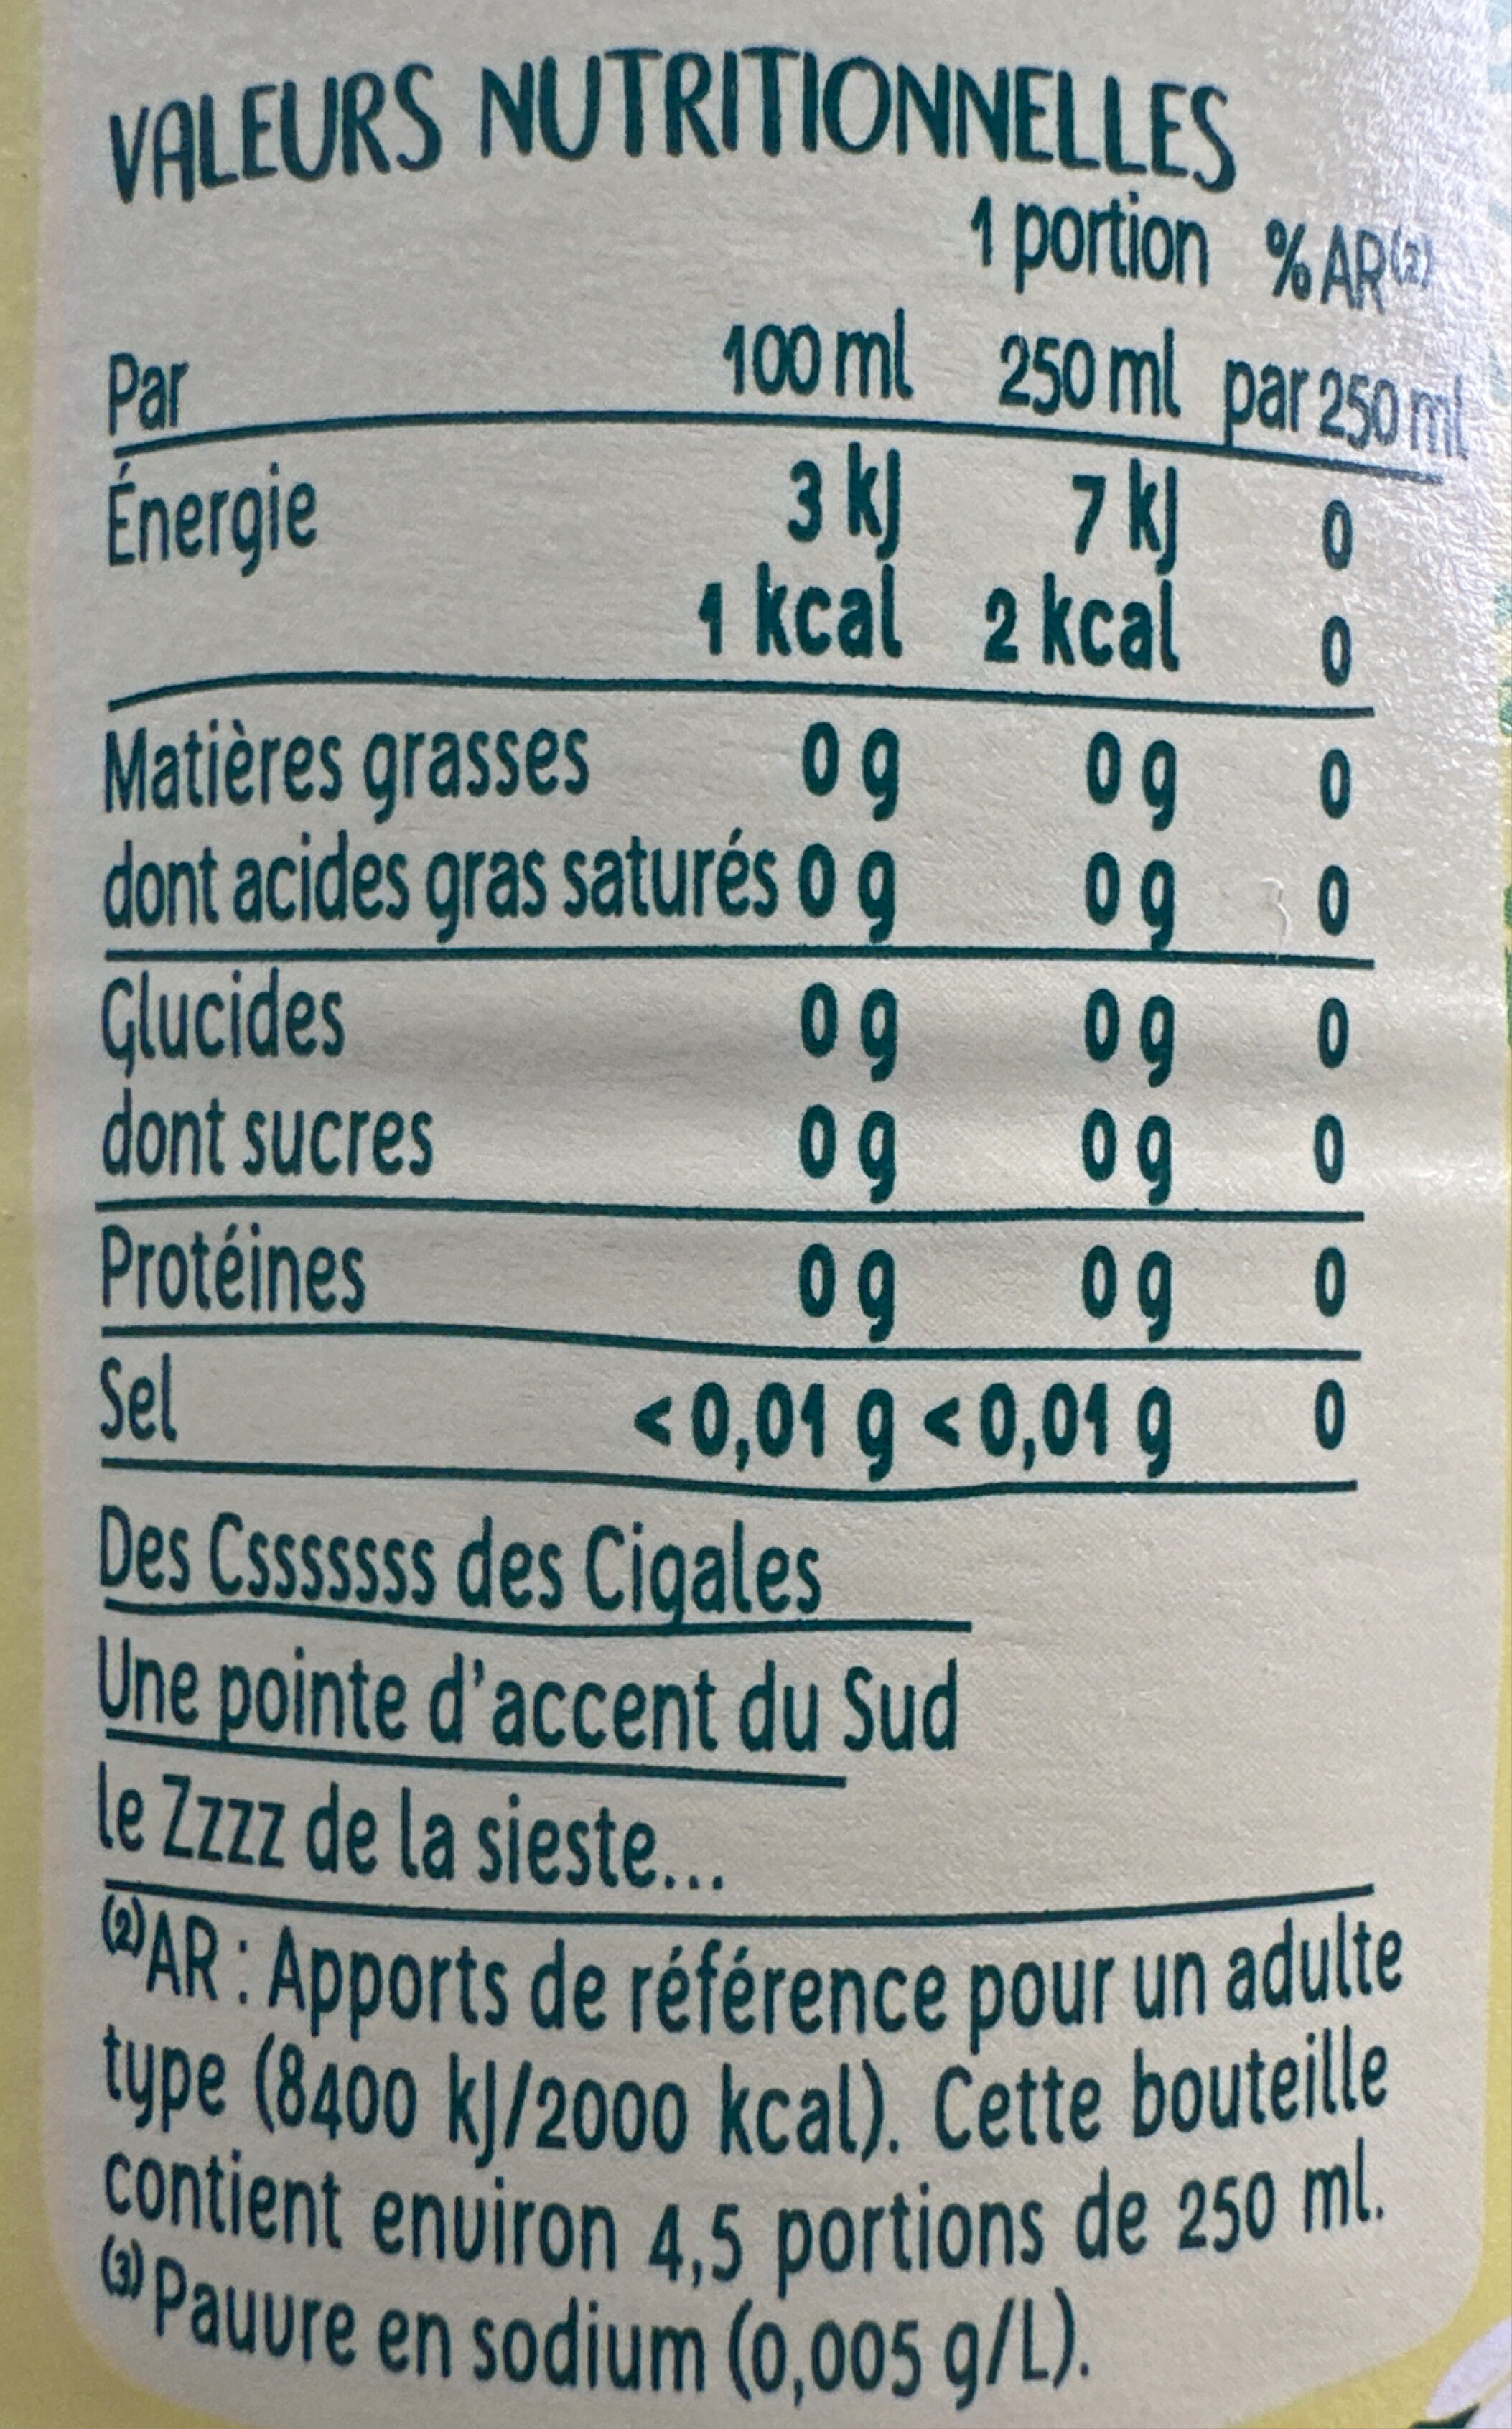 VALEURS NUTRITIONNELLES
1 portion % AR⁽²⁾
Par 100 ml 250 ml par 250 ml
Énergie 3 kJ 7 kJ 0
1 kcal 2 kcal 0
Matières grasses 0 g 0 g 0
dont acides gras saturés 0 g 0 g 0
Glucides 0 g 0 g 0
dont sucres 0 g 0 g 0
Protéines 0 g 0 g 0
Sel < 0,01 g < 0,01 g 0
Des Csssssss des Cigales
Une pointe d'accent du Sud
le Zzzz de la sieste...
⁽²⁾AR : Apports de référence pour un adulte
type (8400 kJ/2000 kcal). Cette bouteille
contient environ 4,5 portions de 250 ml.
⁽³⁾Pauvre en sodium (0,005 g/L).